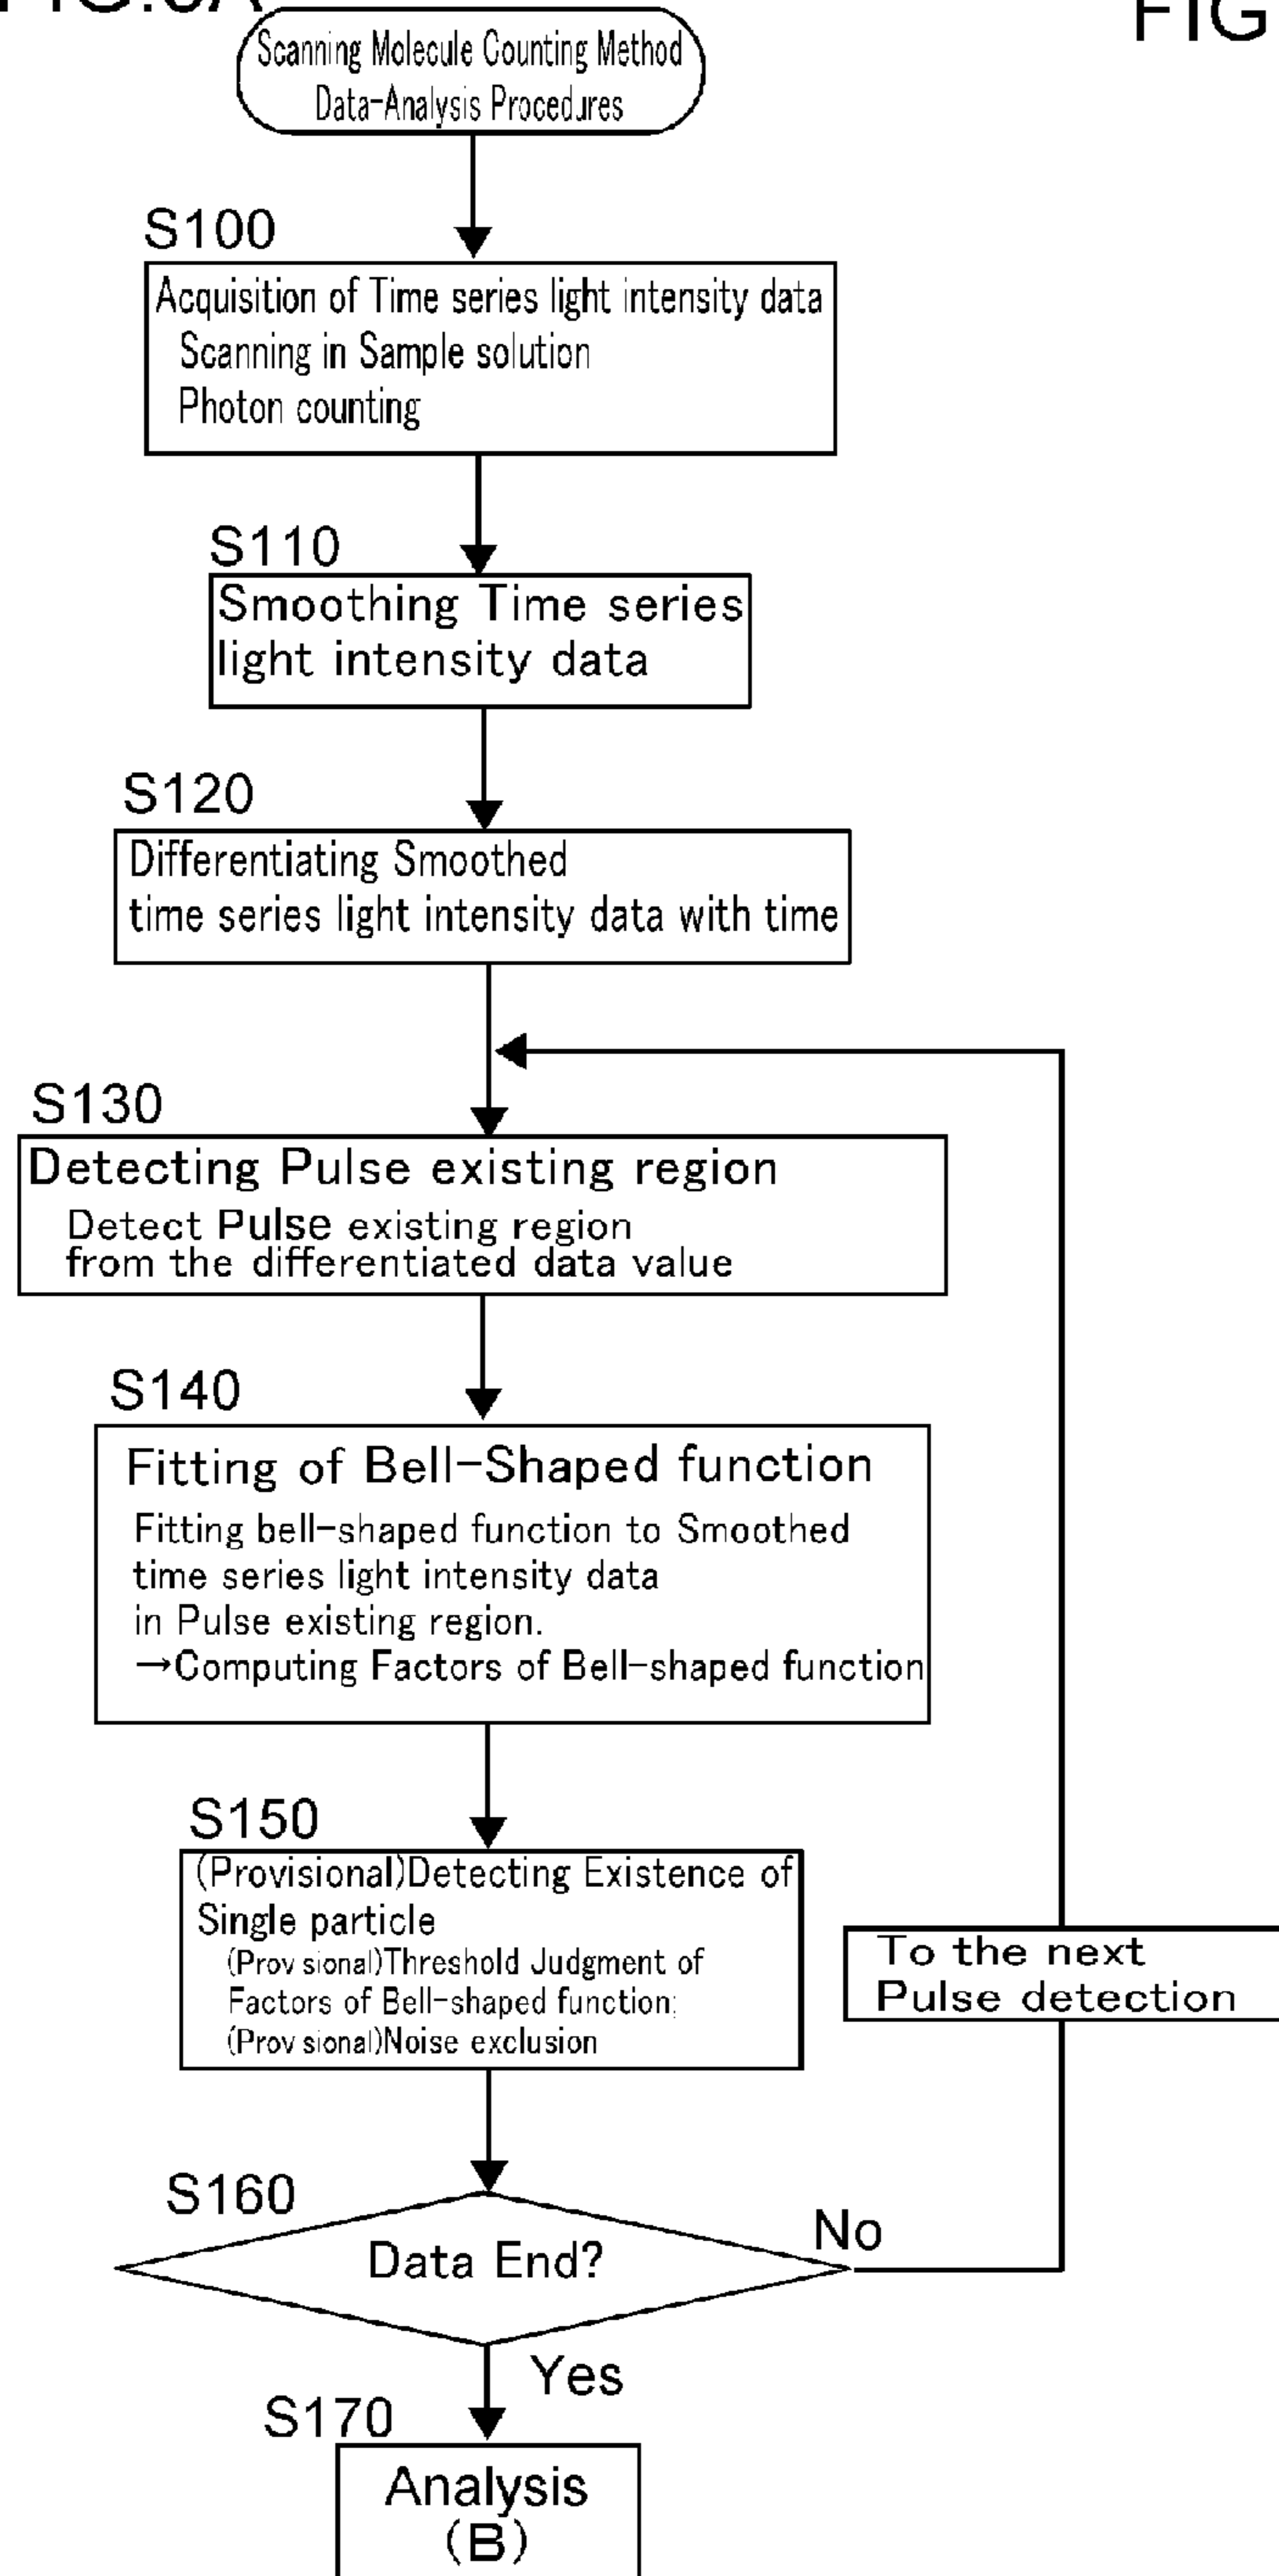 FIG
Scanning Molecule Counting Method
Data-Analysis Procedures
S100
Acquisition of Time series light intensity data
Scanning in Sample solution
Photon counting
S110
Smoothing Time series
light intensity data
S120
Differentiating Smoothed
time series light intensity data with time
S130
Detecting Pulse existing region
Detect Pulse existing region
from the differentiated data value
S140
Fitting of Bell-Shaped function
Fitting bell-shaped function to Smoothed
time series light intensity data
in Pulse existing region.
→Computing Factors of Bell-shaped function
S150
(Provisional)Detecting Existence of
Single particle
(Provisional)Threshold Judgment of
Factors of Bell-shaped function;
(Provisional)Noise exclusion
To the next
Pulse detection
S160
Data End?
No
Yes
S170
Analysis
(B)